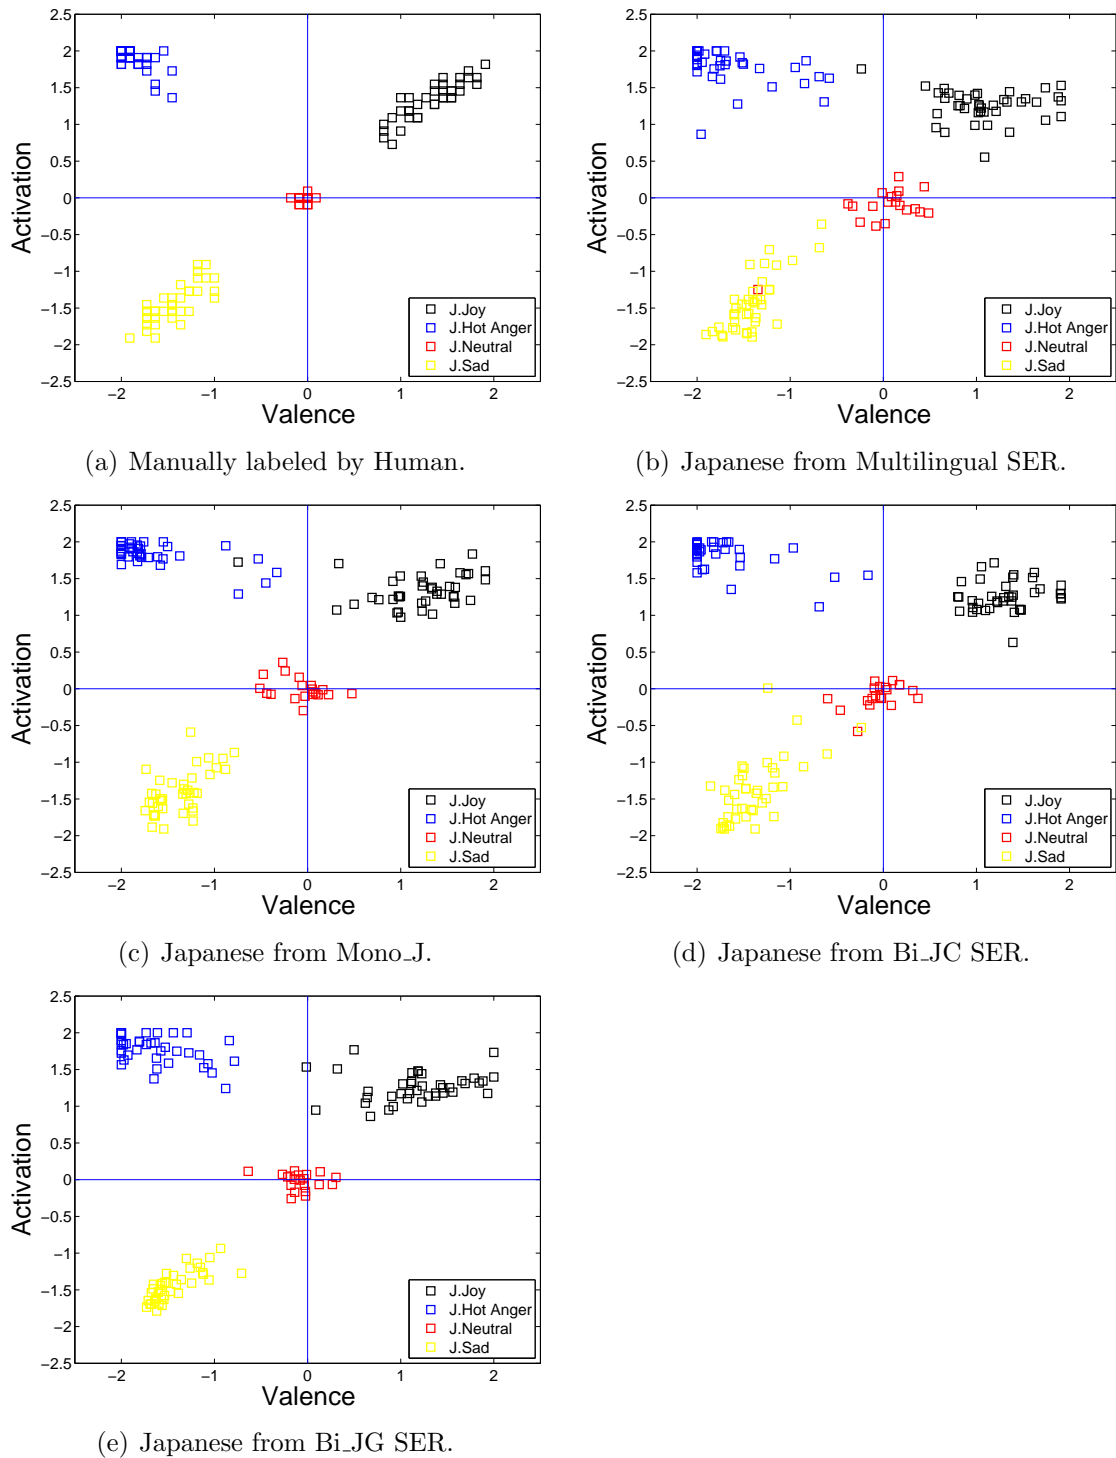 2.5
2
1.5
1
0.5
0
−0.5
−1
−1.5
−2
−2.5
−2 −1 0 1 2
Activation
Valence
J.Joy
J.Hot Anger
J.Neutral
J.Sad
(a) Manually labeled by Human.
2.5
2
1.5
1
0.5
0
−0.5
−1
−1.5
−2
−2.5
−2 −1 0 1 2
Activation
Valence
J.Joy
J.Hot Anger
J.Neutral
J.Sad
(b) Japanese from Multilingual SER.
2.5
2
1.5
1
0.5
0
−0.5
−1
−1.5
−2
−2.5
−2 −1 0 1 2
Activation
Valence
J.Joy
J.Hot Anger
J.Neutral
J.Sad
(c) Japanese from Mono_J.
2.5
2
1.5
1
0.5
0
−0.5
−1
−1.5
−2
−2.5
−2 −1 0 1 2
Activation
Valence
J.Joy
J.Hot Anger
J.Neutral
J.Sad
(d) Japanese from Bi_JC SER.
2.5
2
1.5
1
0.5
0
−0.5
−1
−1.5
−2
−2.5
−2 −1 0 1 2
Activation
Valence
J.Joy
J.Hot Anger
J.Neutral
J.Sad
(e) Japanese from Bi_JG SER.